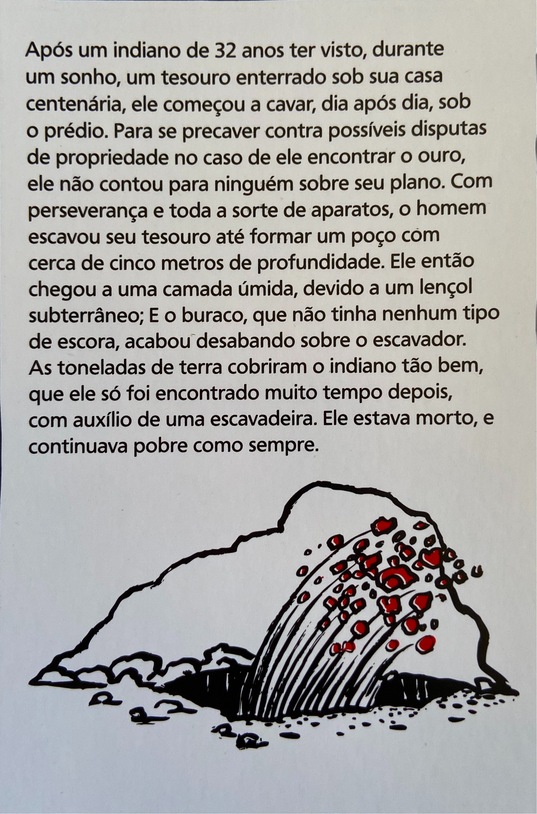 Após um indiano de 32 anos ter visto, durante
um sonho, um tesouro enterrado sob sua casa
centenária, ele começou a cavar, dia após dia, sob
o prédio. Para se precaver contra possíveis disputas
de propriedade no caso de ele encontrar o ouro,
ele não contou para ninguém sobre seu plano. Com
perseverança e toda a sorte de aparatos, o homem
escavou seu tesouro até formar um poço com
cerca de cinco metros de profundidade. Ele então
chegou a uma camada úmida, devido a um lençol
subterrâneo; E o buraco, que não tinha nenhum tipo
de escora, acabou desabando sobre o escavador.
As toneladas de terra cobriram o indiano tão bem,
que ele só foi encontrado muito tempo depois,
com auxílio de uma escavadeira. Ele estava morto, e
continuava pobre como sempre.